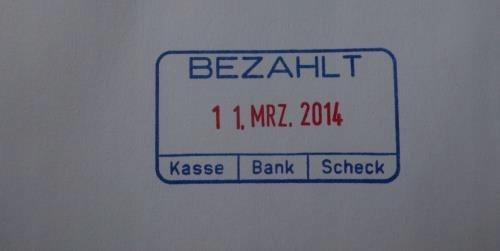 BEZAHLT
11. MRZ. 2014
Kasse Bank Scheck